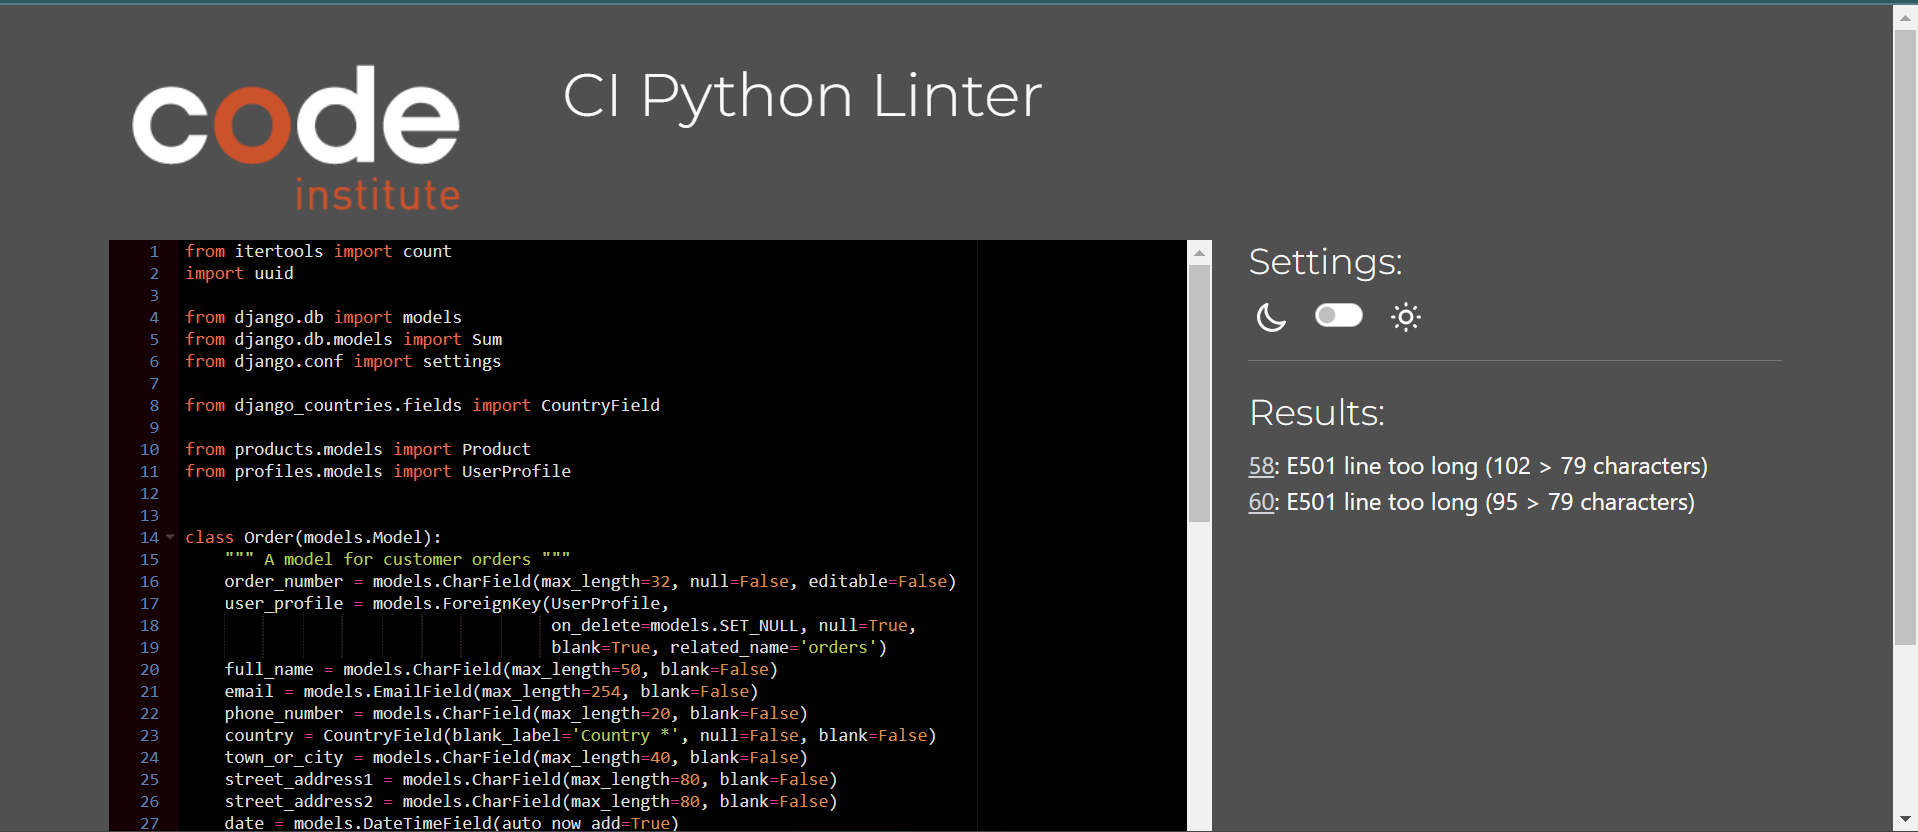 code
institute
CI Python Linter
1 from itertools import count
2 import uuid
3
4 from django.db import models
5 from django.db.models import Sum
6 from django.conf import settings
7
8 from django_countries.fields import CountryField
9
10 from products.models import Product
11 from profiles.models import UserProfile
12
13
14 class Order(models.Model):
15 """ A model for customer orders """
16 order_number = models.CharField(max_length=32, null=False, editable=False)
17 user_profile = models.ForeignKey(UserProfile,
18 on_delete=models.SET_NULL, null=True,
19 blank=True, related_name='orders')
20 full_name = models.CharField(max_length=50, blank=False)
21 email = models.EmailField(max_length=254, blank=False)
22 phone_number = models.CharField(max_length=20, blank=False)
23 country = CountryField(blank_label='Country *', null=False, blank=False)
24 town_or_city = models.CharField(max_length=40, blank=False)
25 street_address1 = models.CharField(max_length=80, blank=False)
26 street_address2 = models.CharField(max_length=80, blank=False)
27 date = models.DateTimeField(auto_now_add=True)
Settings:
Results:
58: E501 line too long (102 > 79 characters)
60: E501 line too long (95 > 79 characters)